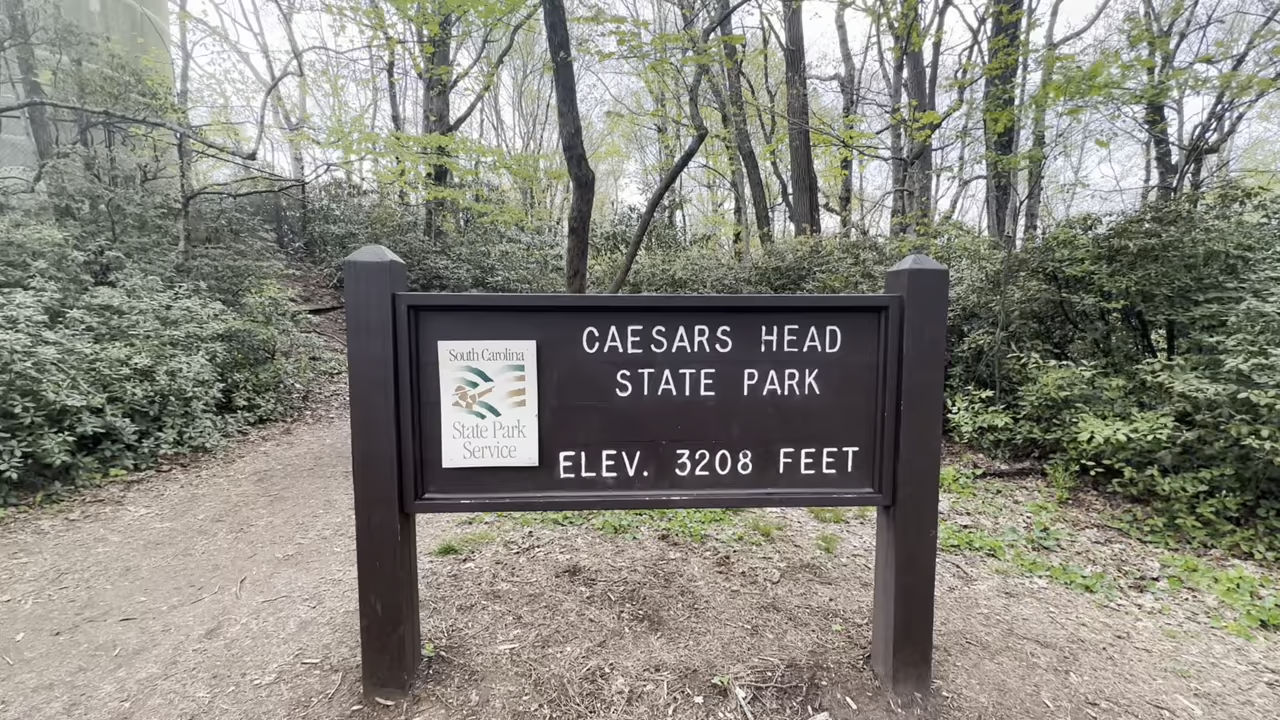 South Carolina
State Park
Service
CAESARS HEAD
STATE PARK
ELEV. 3208 FEET